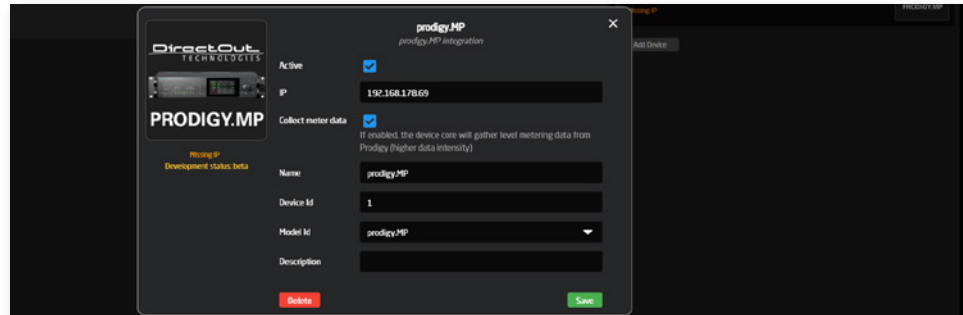 prodigy.MP
prodigy.MP integration
DirectOut
TECHNOLOGIES
PRODIGY.MP
Missing IP
Development status: beta
Active
IP
192.168.178.69
Collect meter data
If enabled, the device core will gather level metering data from
Prodigy (higher data intensity)
Name
prodigy.MP
Device Id
1
Model Id
prodigy.MP
Description
Delete
Save
Missing IP
PRODIGY.MP
Add Device